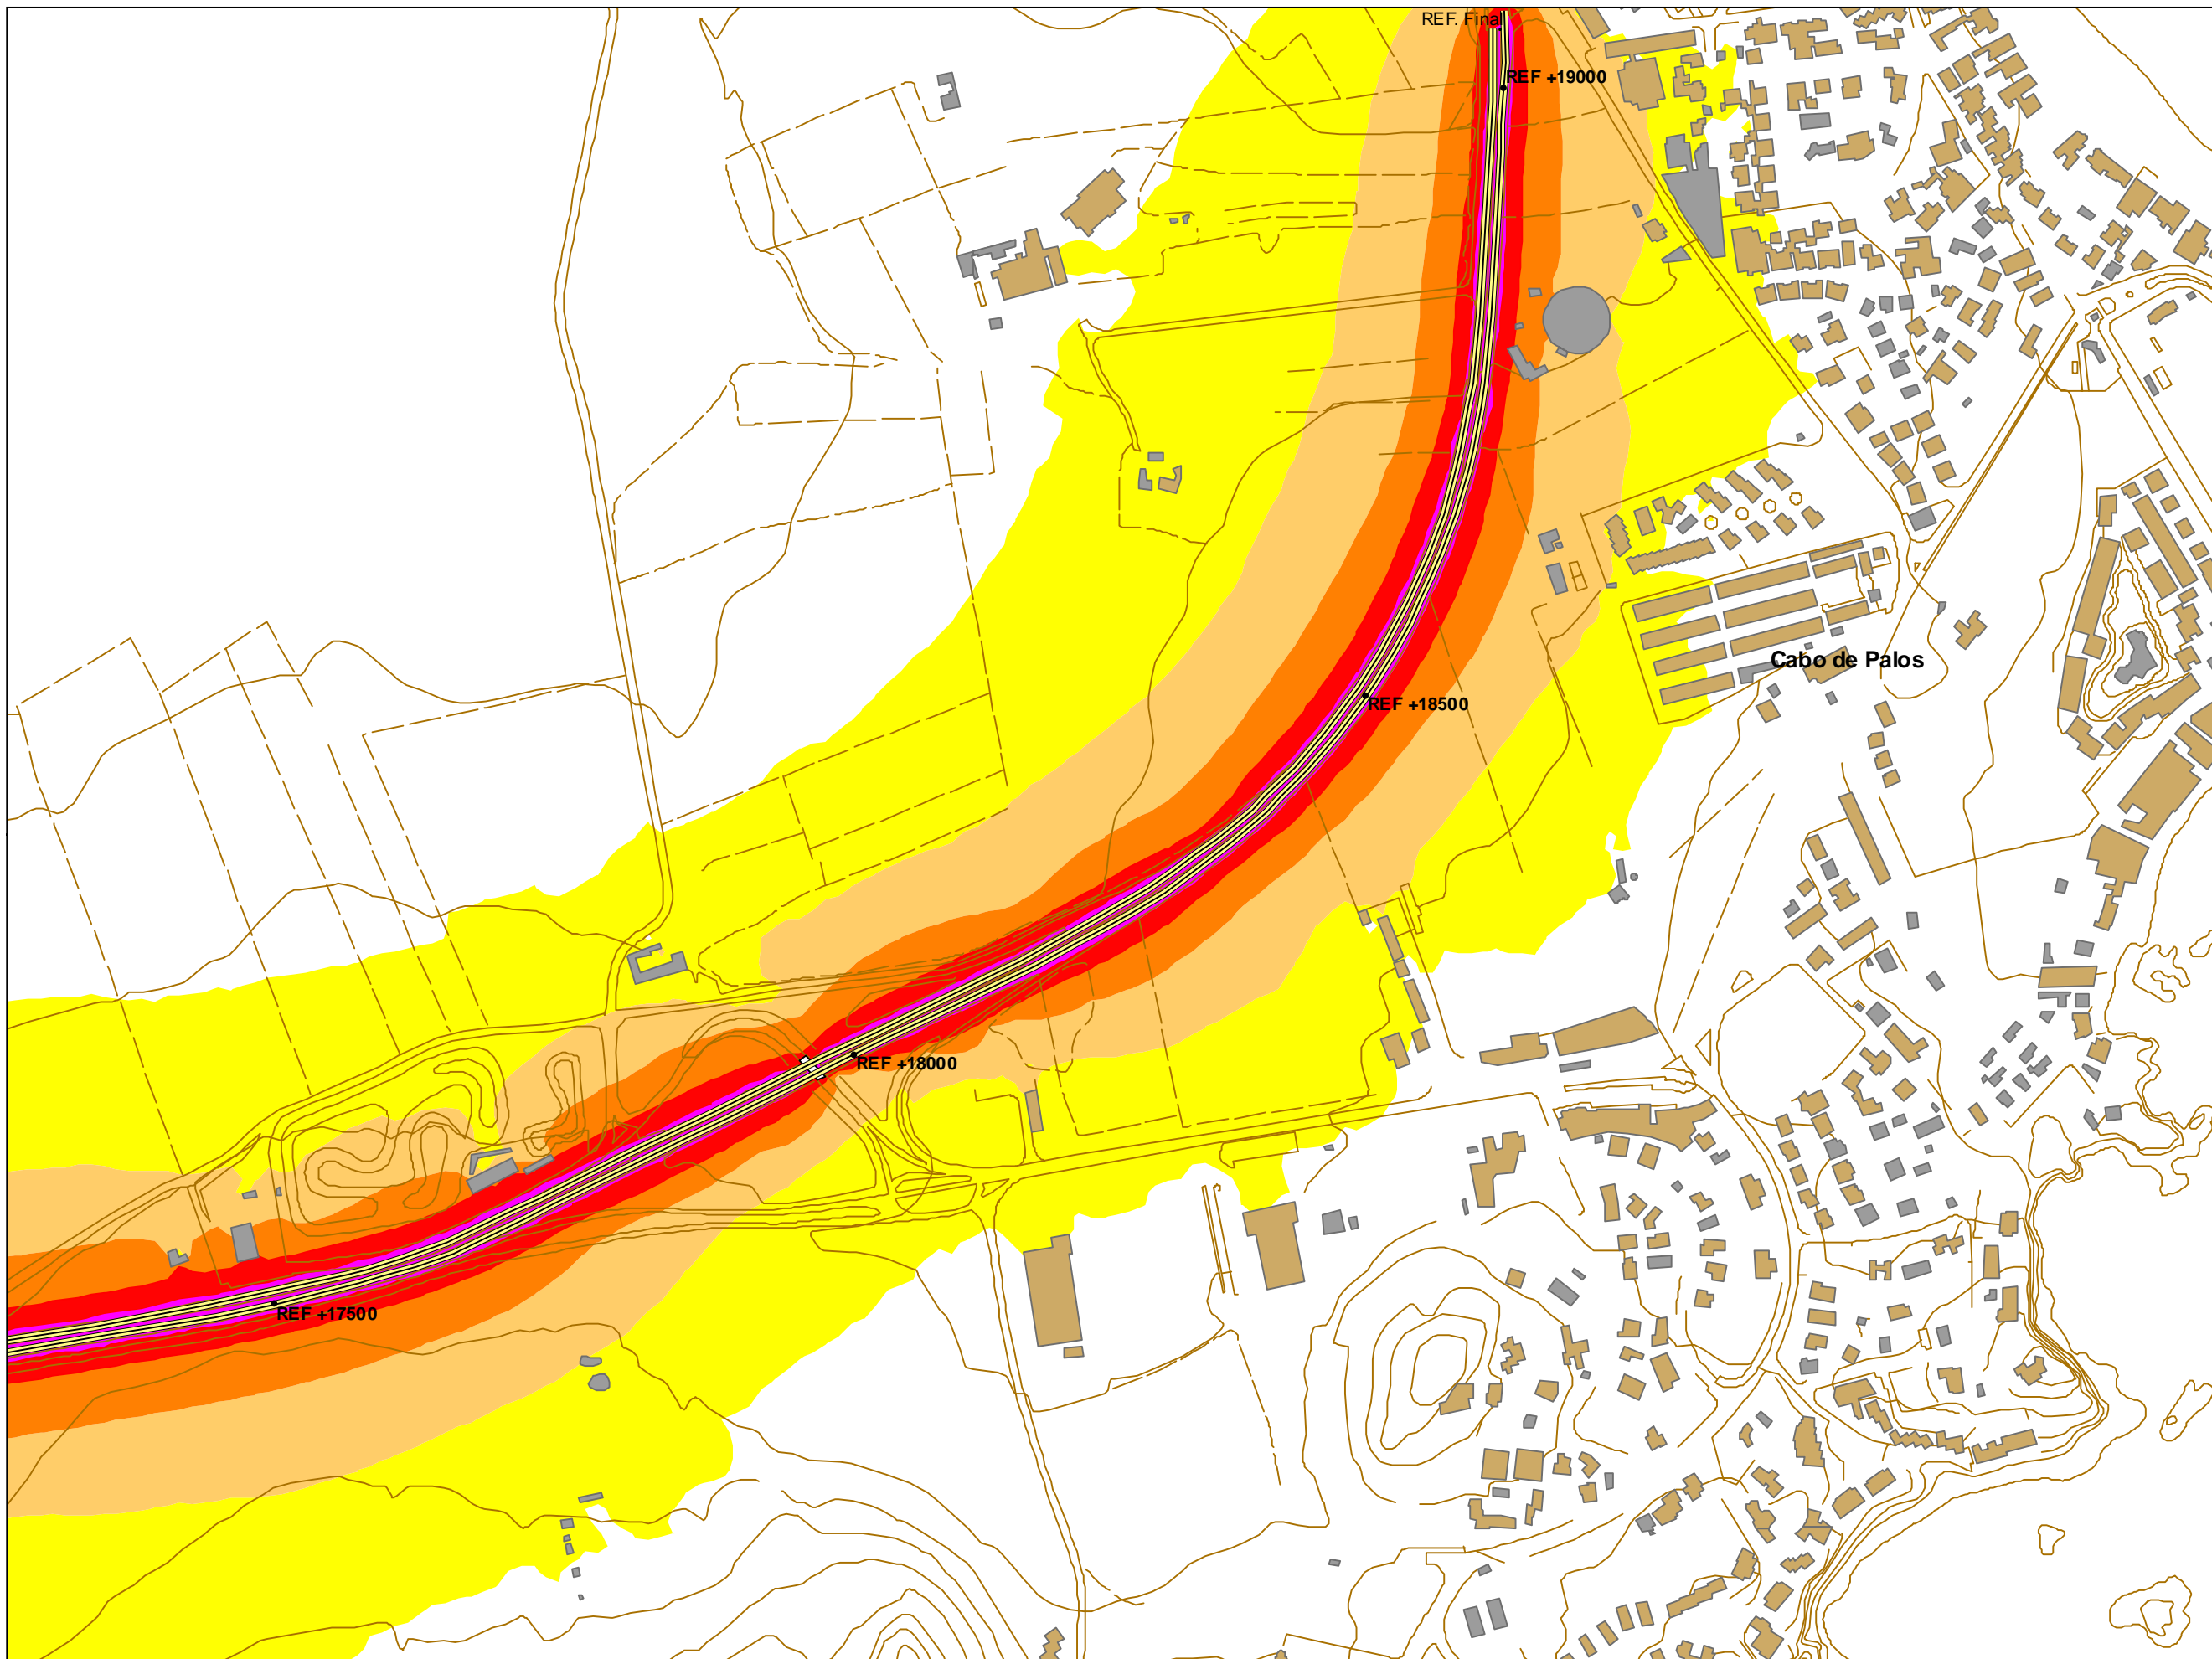 REF. Final
REF +19000
Cabo de Palos
REF +18500
REF +18000
REF +17500